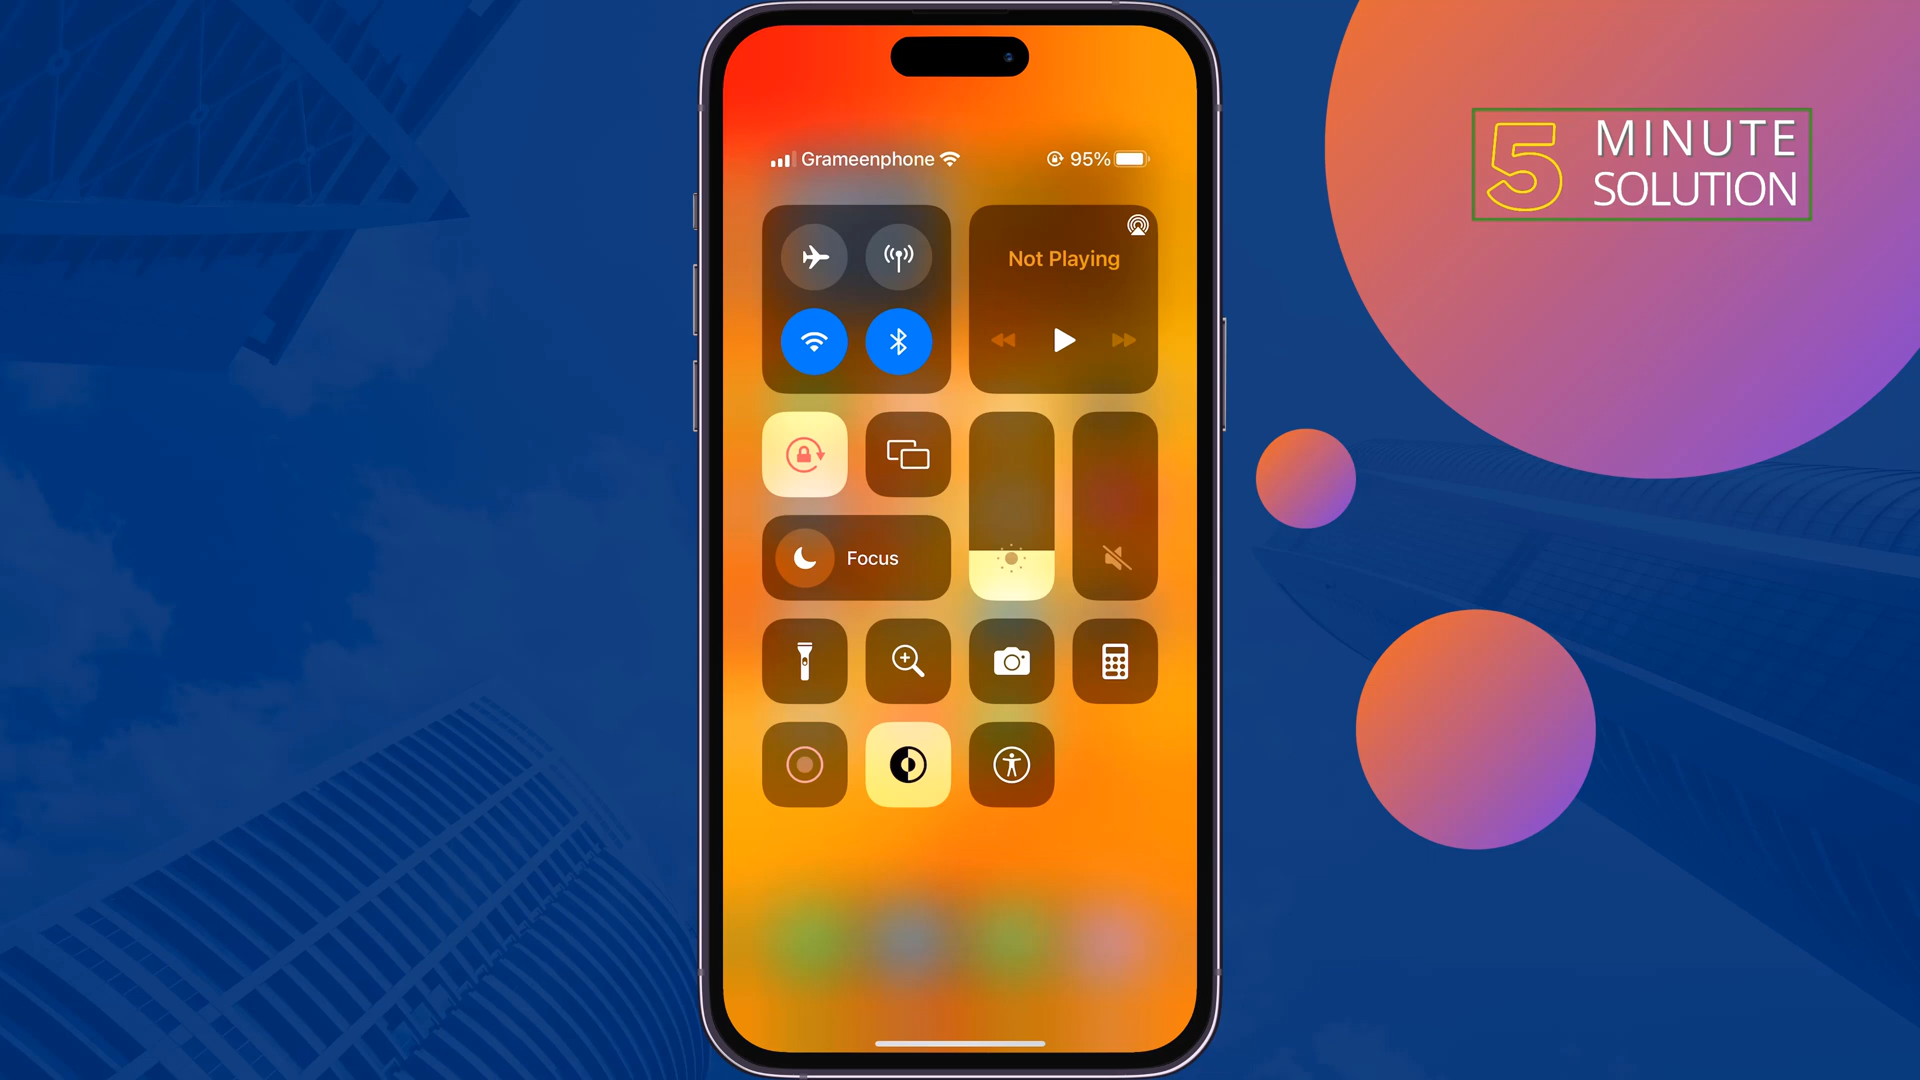 Grameenphone
95%
Not Playing
Focus
5
MINUTE
SOLUTION